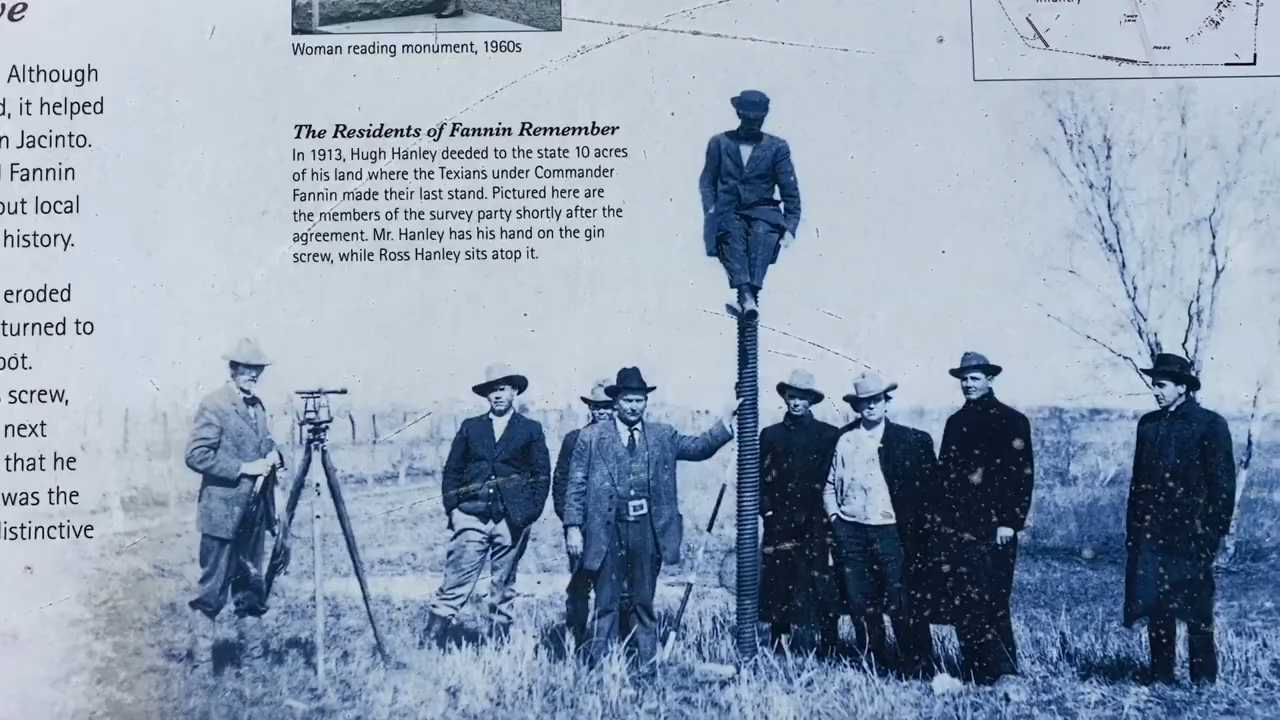 ve
Although
d, it helped
n Jacinto.
Fannin
out local
history.
eroded
turned to
oot.
screw,
next
that he
was the
distinctive
Woman reading monument, 1960s
The Residents of Fannin Remember
In 1913, Hugh Hanley deeded to the state 10 acres
of his land where the Texians under Commander
Fannin made their last stand. Pictured here are
the members of the survey party shortly after the
agreement. Mr. Hanley has his hand on the gin
screw, while Ross Hanley sits atop it.